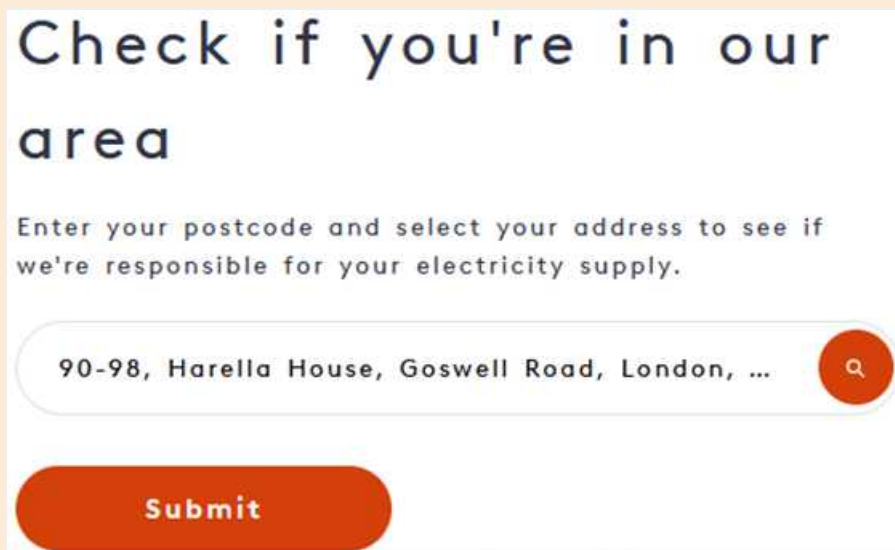 Check if you're in our
area
Enter your postcode and select your address to see if
we're responsible for your electricity supply.
90-98, Harella House, Goswell Road, London, ...
Submit